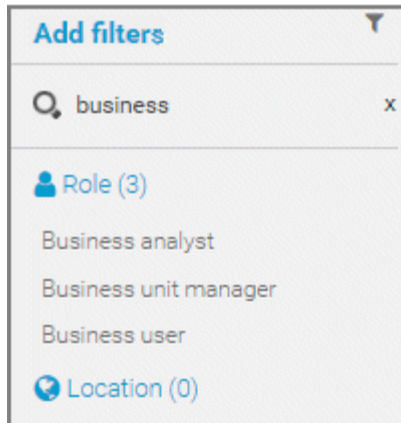 Add filters
business x
Role (3)
Business analyst
Business unit manager
Business user
Location (0)